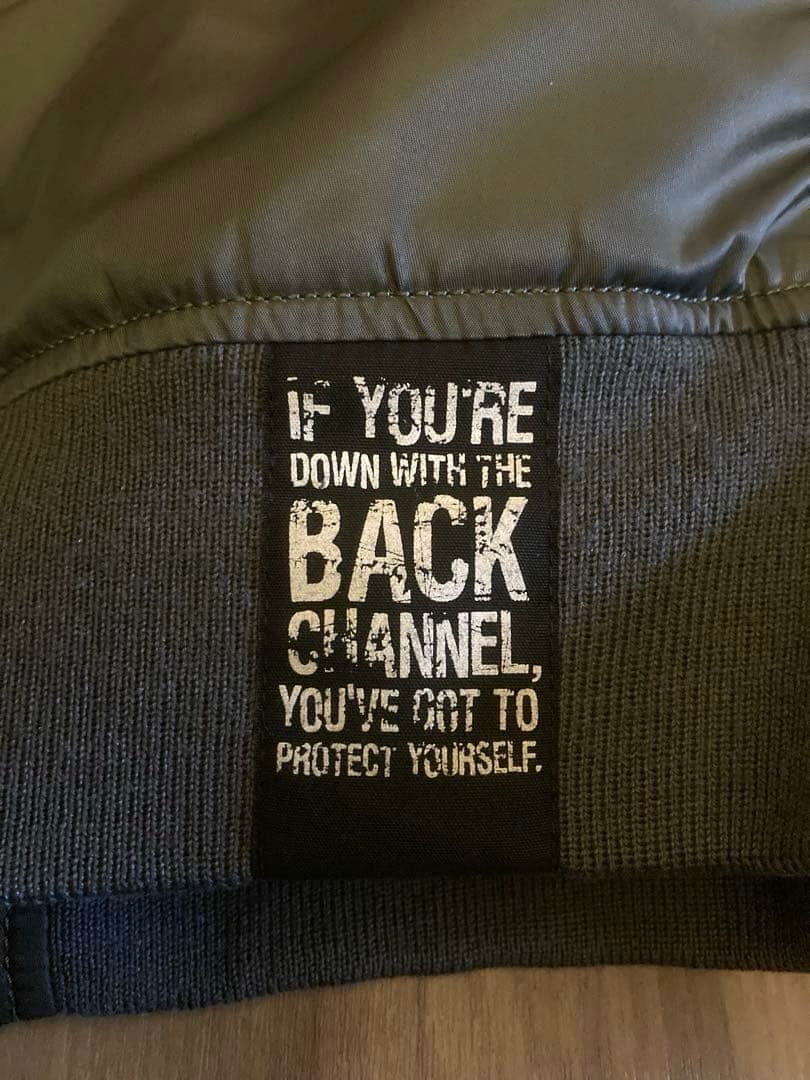 IF YOU'RE
DOWN WITH THE
BACK
CHANNEL,
YOU'VE GOT TO
PROTECT YOURSELF.